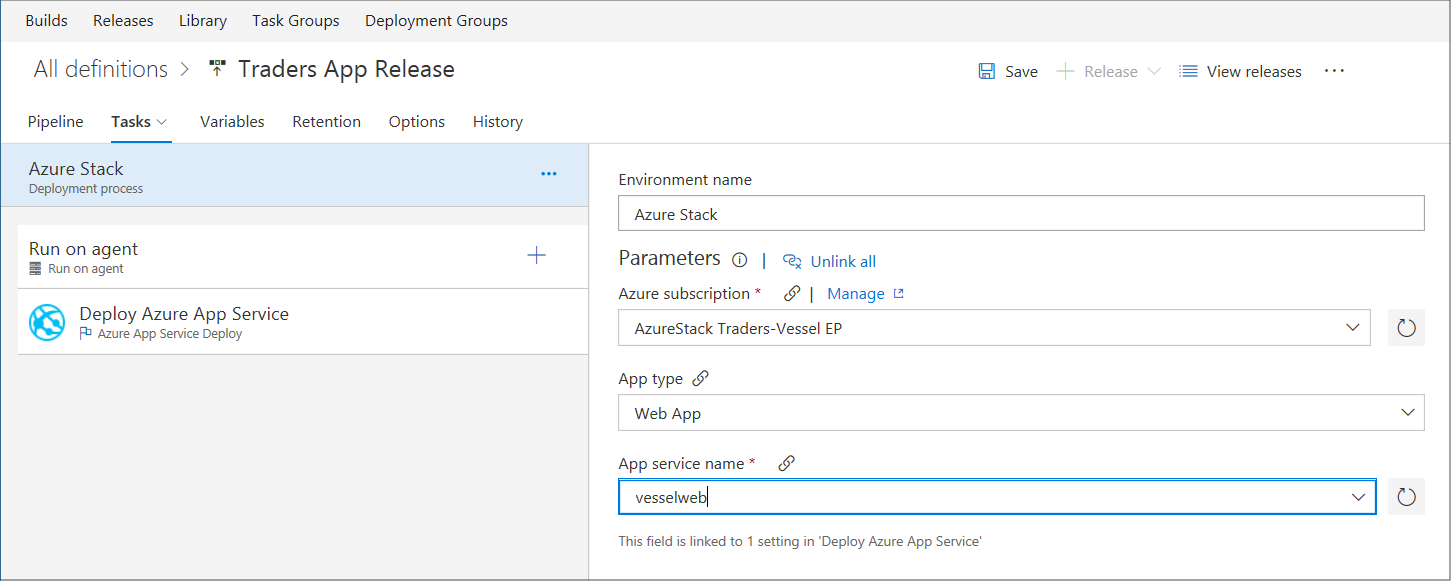 Builds Releases Library Task Groups Deployment Groups
All definitions > Traders App Release
Save + Release View releases ...
Pipeline Tasks Variables Retention Options History
Azure Stack
Deployment process
...
Run on agent
Run on agent
+
Deploy Azure App Service
Azure App Service Deploy
Environment name
Azure Stack
Parameters | Unlink all
Azure subscription * | Manage
AzureStack Traders-Vessel EP
App type
Web App
App service name *
vesselweb
This field is linked to 1 setting in 'Deploy Azure App Service'